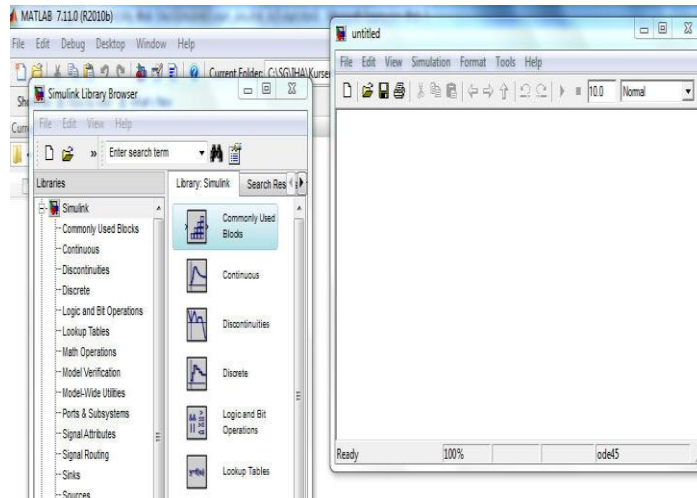 MATLAB 7.11.0 (R2010b)
File Edit Debug Desktop Window Help
Current Folder: C:\SG\JHA\Kurse
Simulink Library Browser
File Edit View Help
» Enter search term
Libraries
Library: Simulink
Search Res
Simulink
Commonly Used Blocks
Continuous
Discontinuities
Discrete
Logic and Bit Operations
Lookup Tables
Math Operations
Model Verification
Model-Wide Utilities
Ports & Subsystems
Signal Attributes
Signal Routing
Sinks
Sources
Commonly Used
Blocks
Continuous
Discontinuities
Discrete
Logic and Bit
Operations
Lookup Tables
untitled
File Edit View Simulation Format Tools Help
10.0 Normal
Ready 100% ode45